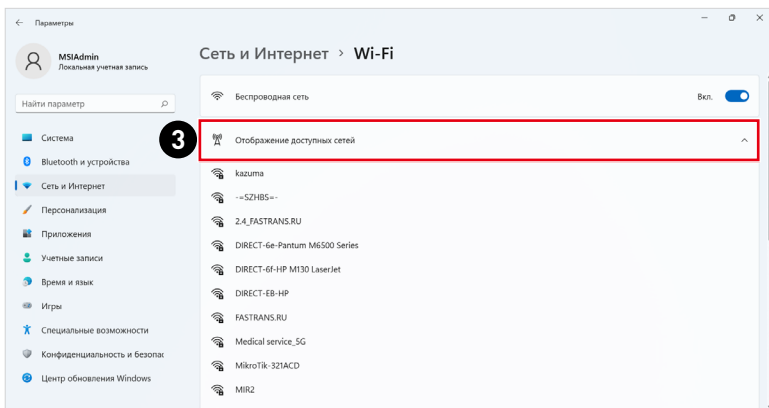 Параметры
MSIAdmin
Локальная учетная запись
Найти параметр
Система
Bluetooth и устройства
Сеть и Интернет
Персонализация
Приложения
Учетные записи
Время и язык
Игры
Специальные возможности
Конфиденциальность и безопас
Центр обновления Windows
Сеть и Интернет > Wi-Fi
Беспроводная сеть Вкл.
3 Отображение доступных сетей
kazuma
-=SZHBS=-
2.4_FASTRANS.RU
DIRECT-6e-Pantum M6500 Series
DIRECT-6f-HP M130 LaserJet
DIRECT-EB-HP
FASTRANS.RU
Medical service_5G
MikroTik-321ACD
MIR2